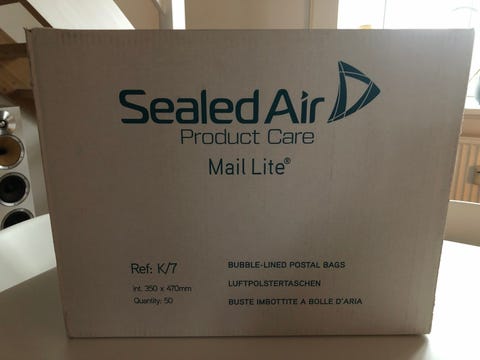 Sealed Air
Product Care
Mail Lite®
Ref: K/7
Int. 350 x 470mm
Quantity: 50
BUBBLE-LINED POSTAL BAGS
LUFTPOLSTERTASCHEN
BUSTE IMBOTTITE A BOLLE D'ARIA